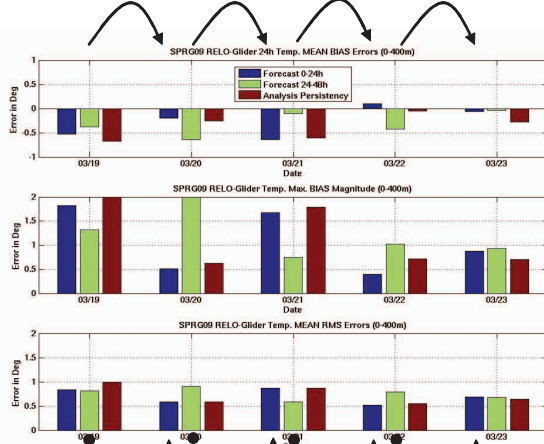 SPRG09 RELO-Glider 24h Temp. MEAN BIAS Errors (0-400m)
1
0.5
0
-0.5
-1
Error in Deg
Forecast 0-24h
Forecast 24-48h
Analysis Persistency
03/19 03/20 03/21 03/22 03/23
Date
SPRG09 RELO-Glider Temp. Max. BIAS Magnitude (0-400m)
2
1.5
1
0.5
0
Error in Deg
03/19 03/20 03/21 03/22 03/23
Date
SPRG09 RELO-Glider Temp. MEAN RMS Errors (0-400m)
2
1.5
1
0.5
0
Error in Deg